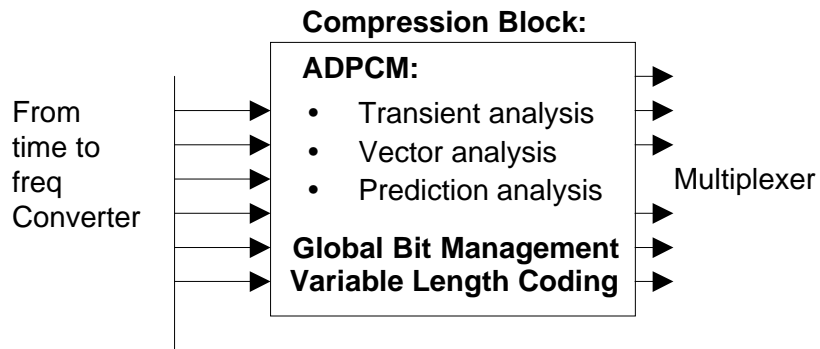 Compression Block:
ADPCM:
• Transient analysis
• Vector analysis
• Prediction analysis
Global Bit Management
Variable Length Coding
From
time to
freq
Converter
Multiplexer